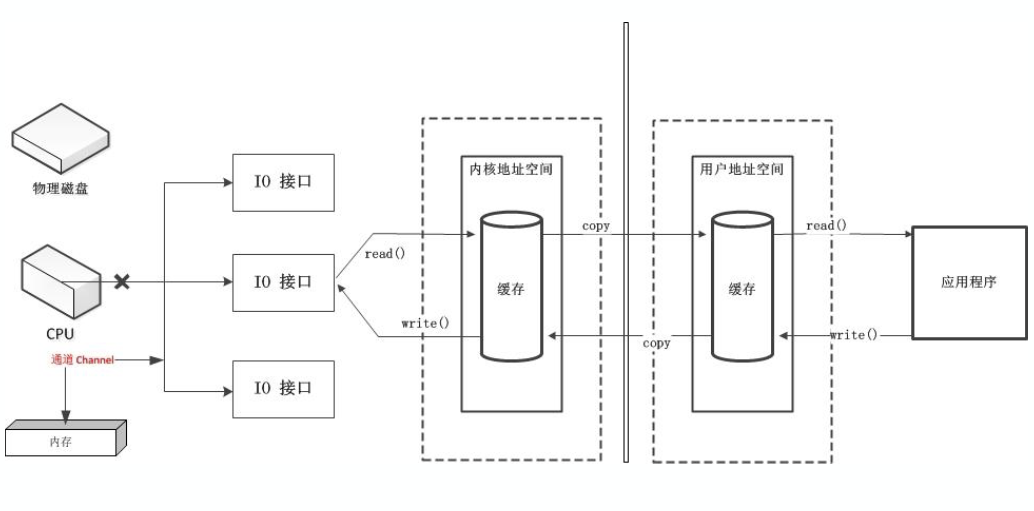 物理磁盘
CPU
通道 Channel
内存
IO 接口
IO 接口
IO 接口
read()
write()
内核地址空间
缓存
copy
copy
用户地址空间
缓存
read()
write()
应用程序